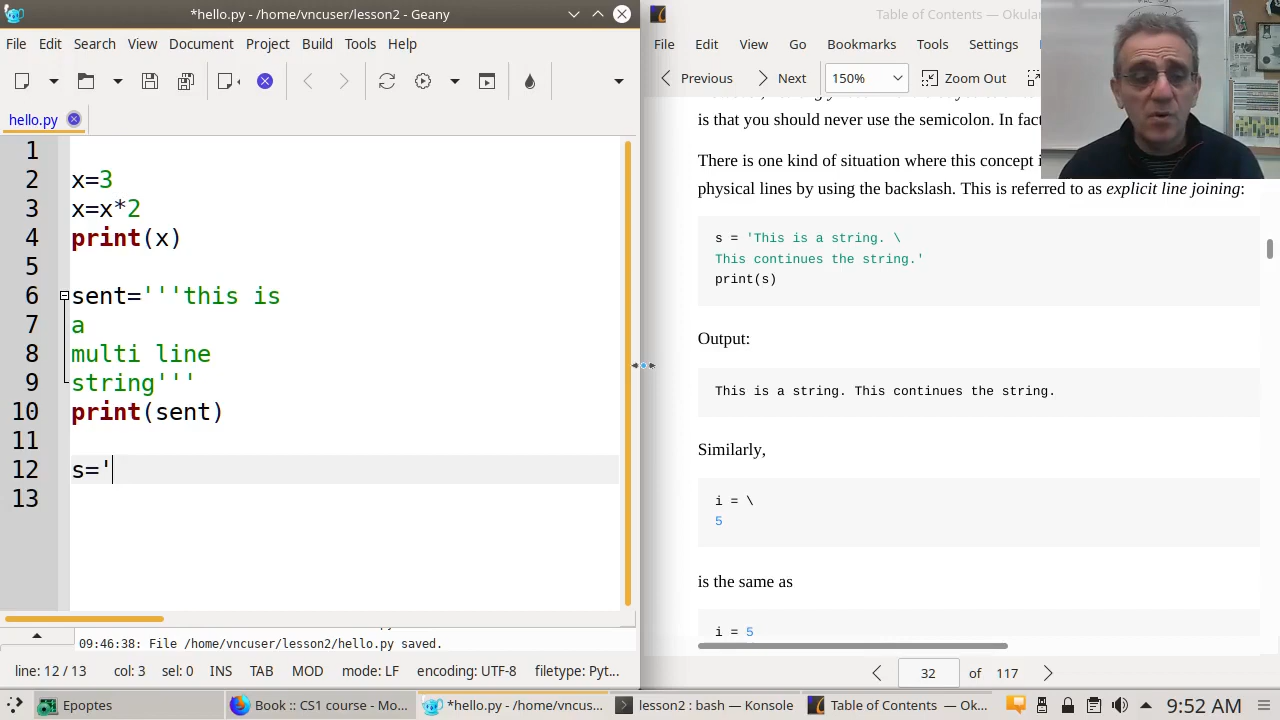 *hello.py - /home/vncuser/lesson2 - Geany
File Edit Search View Document Project Build Tools Help
hello.py
1
2 x=3
3 x=x*2
4 print(x)
5
6 sent='''this is
7 a
8 multi line
9 string'''
10 print(sent)
11
12 s='
13
09:46:38: File /home/vncuser/lesson2/hello.py saved.
line: 12 / 13 col: 3 sel: 0 INS TAB MOD mode: LF encoding: UTF-8 filetype: Pyt...
Table of Contents — Okular
File Edit View Go Bookmarks Tools Settings
Previous Next 150% Zoom Out
is that you should never use the semicolon. In fact
There is one kind of situation where this concept i
physical lines by using the backslash. This is referred to as explicit line joining:
s = 'This is a string. \
This continues the string.'
print(s)
Output:
This is a string. This continues the string.
Similarly,
i = \
5
is the same as
i = 5
32 of 117
Epoptes Book :: CS1 course - Mo... *hello.py - /home/vncuser... lesson2 : bash — Konsole Table of Contents — Ok... 9:52 AM